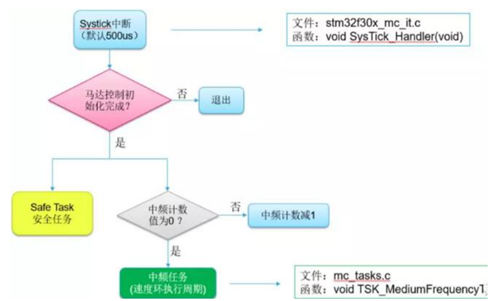 Systick中断
（默认500us）
文件：stm32f30x_mc_it.c
函数：void SysTick_Handler(void)
马达控制初
始化完成？
否
退出
是
Safe Task
安全任务
中频计数
值为0 ？
否
中频计数减1
是
中频任务
(速度环执行周期)
文件：mc_tasks.c
函数：void TSK_MediumFrequency